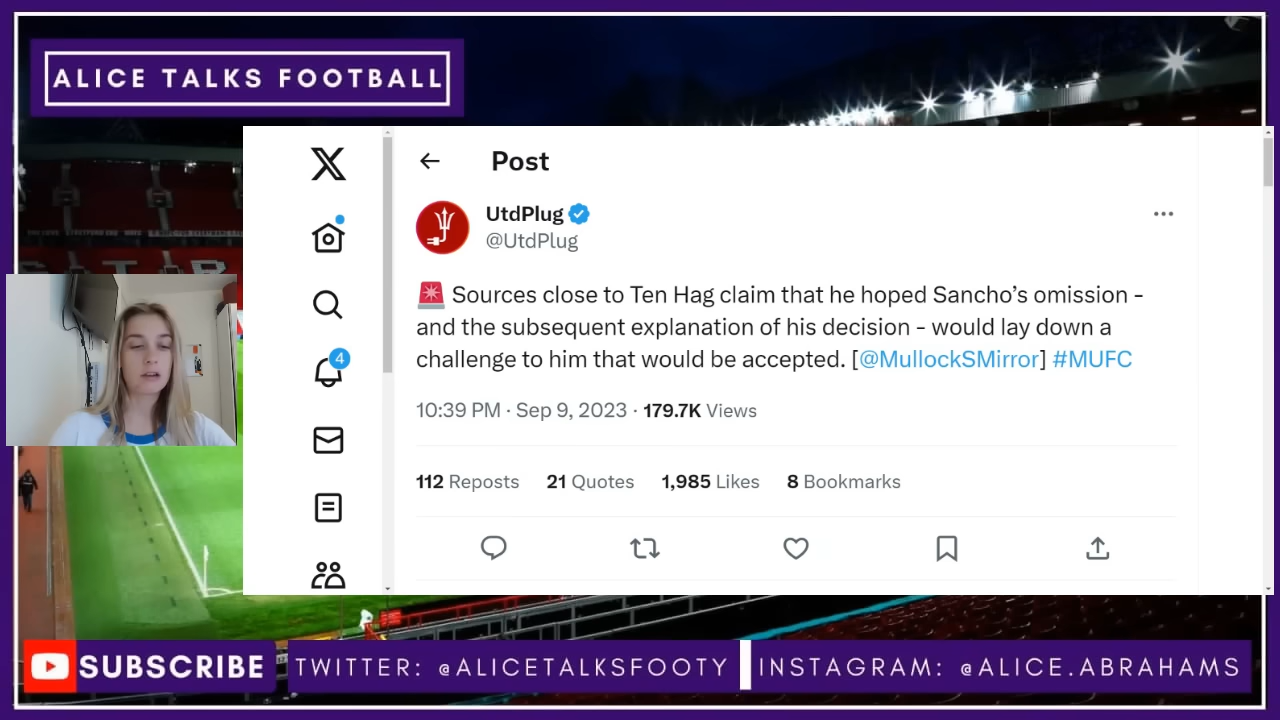 ALICE TALKS FOOTBALL
Post
UtdPlug
@UtdPlug
🚨 Sources close to Ten Hag claim that he hoped Sancho’s omission -
and the subsequent explanation of his decision - would lay down a
challenge to him that would be accepted. [@MullockSMirror] #MUFC
10:39 PM · Sep 9, 2023 · 179.7K Views
4
112 Reposts 21 Quotes 1,985 Likes 8 Bookmarks
SUBSCRIBE
TWITTER: @ALICETALKSFOOTY
INSTAGRAM: @ALICE.ABRAHAMS